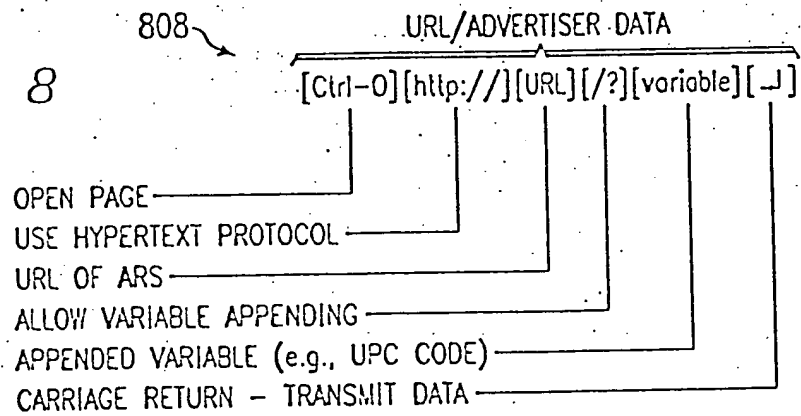 808
URL/ADVERTISER DATA
8
[Ctrl-O][http://][URL][/?][variable][↵]
OPEN PAGE
USE HYPERTEXT PROTOCOL
URL OF ARS
ALLOW VARIABLE APPENDING
APPENDED VARIABLE (e.g., UPC CODE)
CARRIAGE RETURN – TRANSMIT DATA